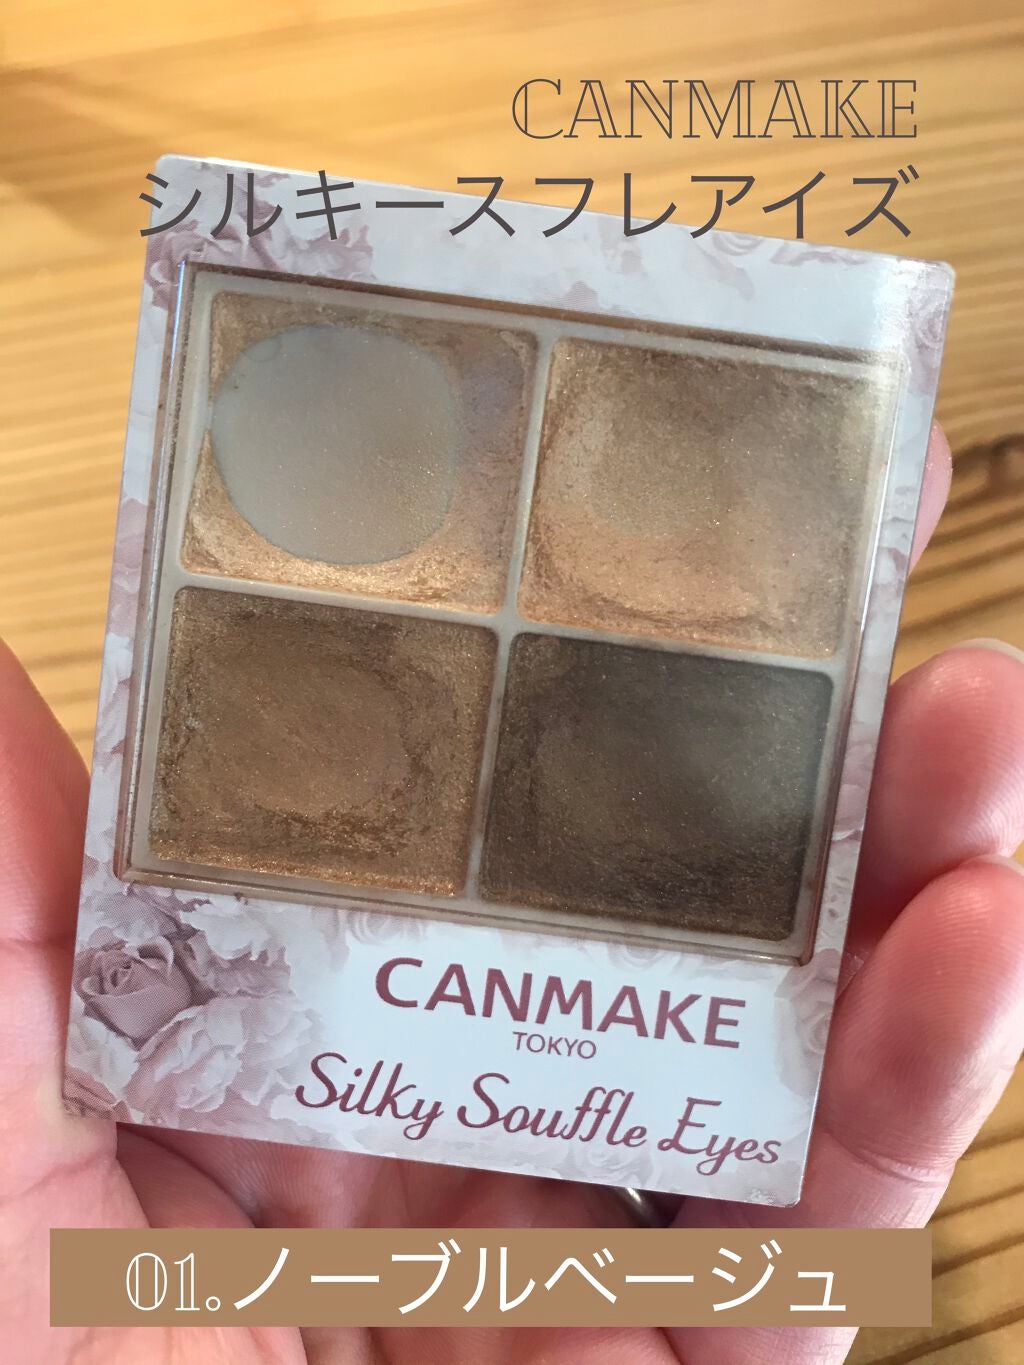 CANMAKE
シルキースフレアイズ
CANMAKE
TOKYO
Silky Souffle Eyes
01.ノーブルベージュ